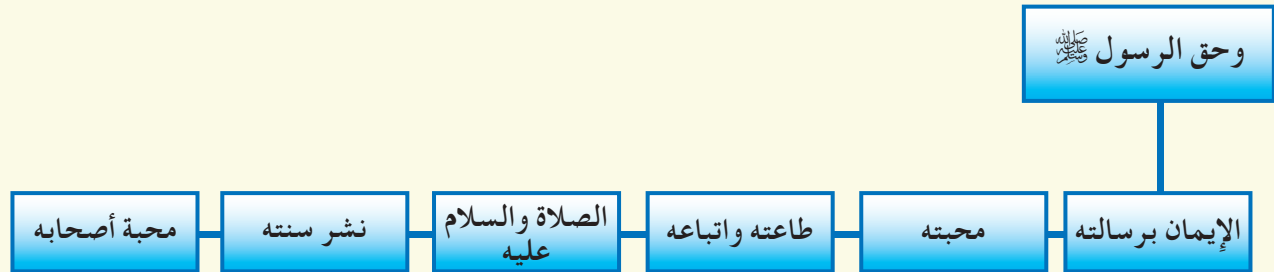 وحق الرسول ﷺ
الإيمان برسالته
محبته
طاعته واتباعه
الصلاة والسلام
عليه
نشر سنته
محبة أصحابه